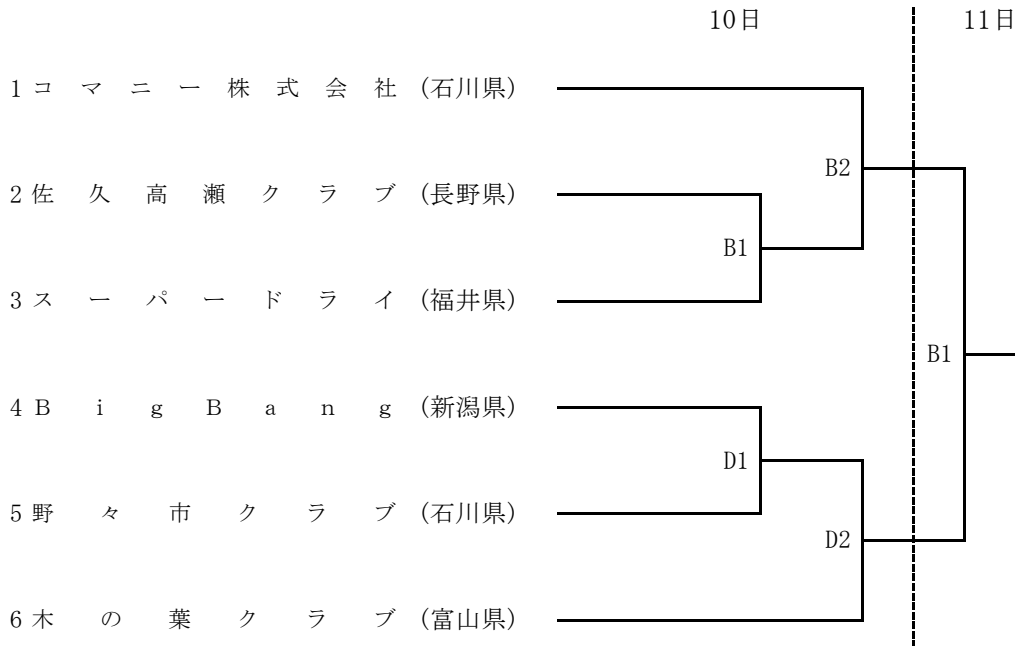 10日 11日
1 コマニー株式会社 (石川県)
B2
2 佐久高瀬クラブ (長野県)
B1
3 スーパードライ (福井県)
B1
4 BigBang (新潟県)
D1
5 野々市クラブ (石川県)
D2
6 木の葉クラブ (富山県)